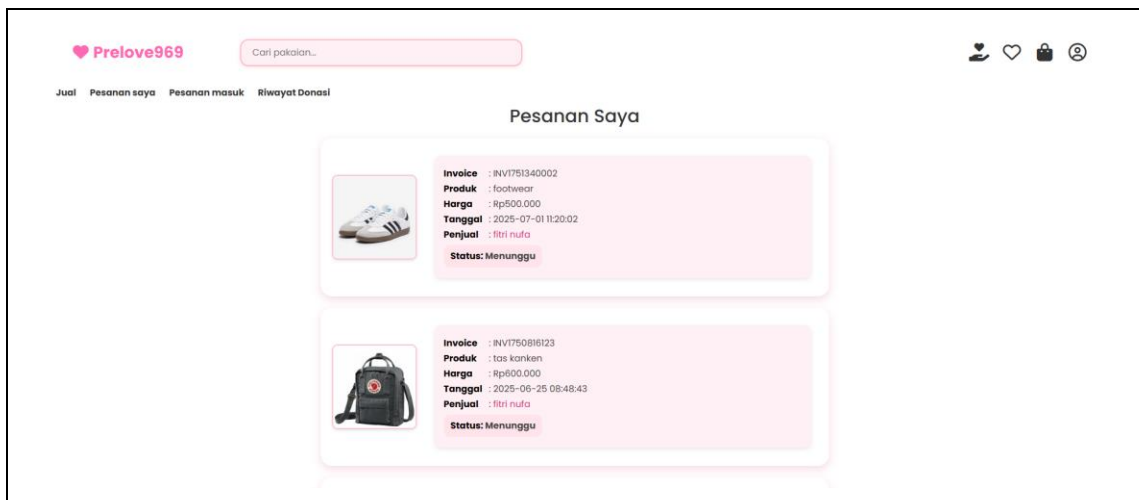 Prelove969
Cari pakaian...
Jual Pesanan saya Pesanan masuk Riwayat Donasi
Pesanan Saya
Invoice : INV1751340002
Produk : footwear
Harga : Rp500.000
Tanggal : 2025-07-01 11:20:02
Penjual : fitri nufa
Status: Menunggu
Invoice : INV1750816123
Produk : tas kanken
Harga : Rp600.000
Tanggal : 2025-06-25 08:48:43
Penjual : fitri nufa
Status: Menunggu